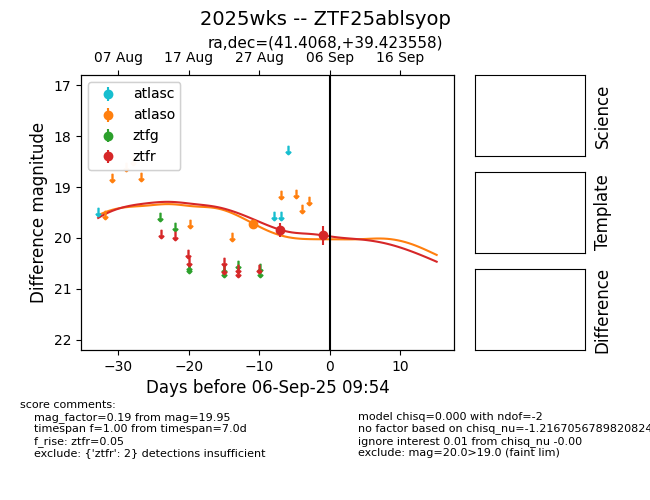 2025wks -- ZTF25ablsyop
ra,dec=(41.4068,+39.423558)
07 Aug 17 Aug 27 Aug 06 Sep 16 Sep
17
18
19
20
21
22
Difference magnitude
atlasc
atlaso
ztfg
ztfr
−30 −20 −10 0 10
Days before 06-Sep-25 09:54
Science
Template
Difference
score comments:
mag_factor=0.19 from mag=19.95
timespan f=1.00 from timespan=7.0d
f_rise: ztfr=0.05
exclude: {'ztfr': 2} detections insufficient
model chisq=0.000 with ndof=-2
no factor based on chisq_nu=-1.2167056789820824
ignore interest 0.01 from chisq_nu -0.00
exclude: mag=20.0>19.0 (faint lim)